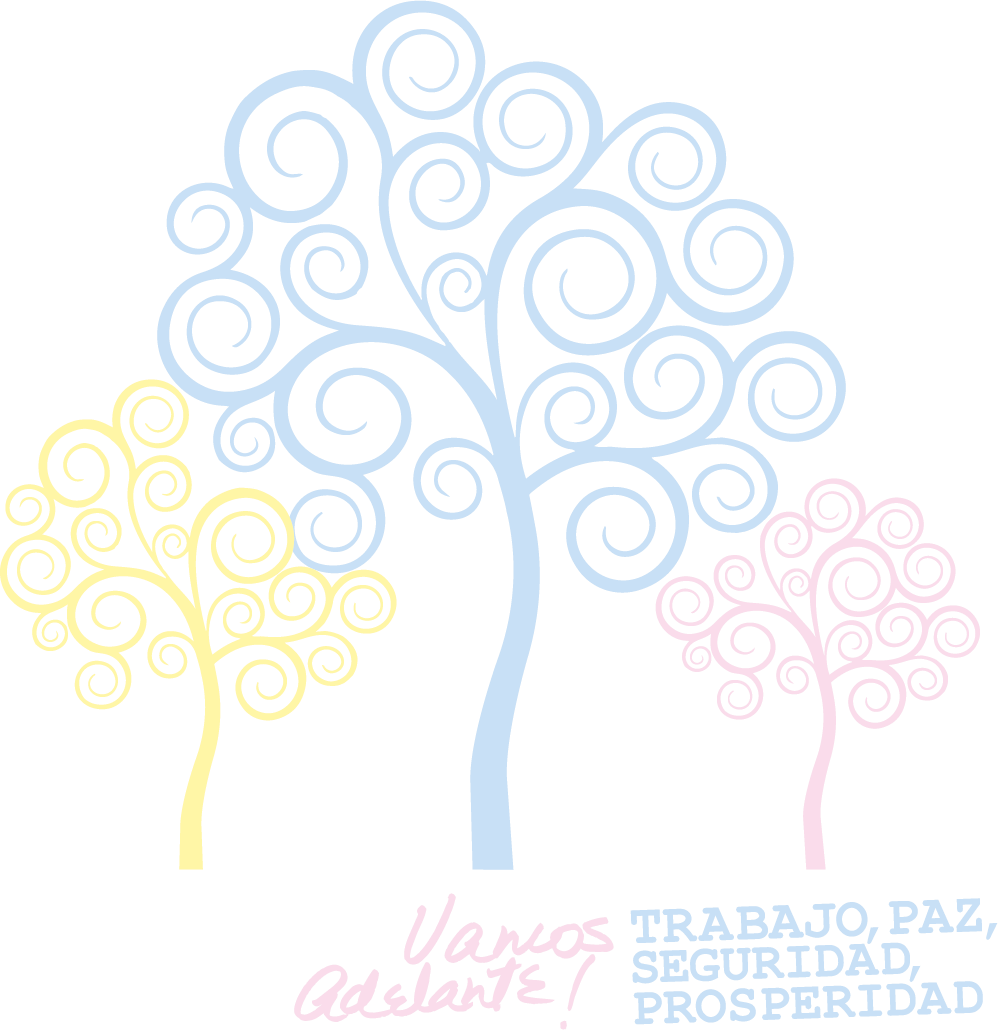 Vamos
adelante!
TRABAJO, PAZ,
SEGURIDAD,
PROSPERIDAD